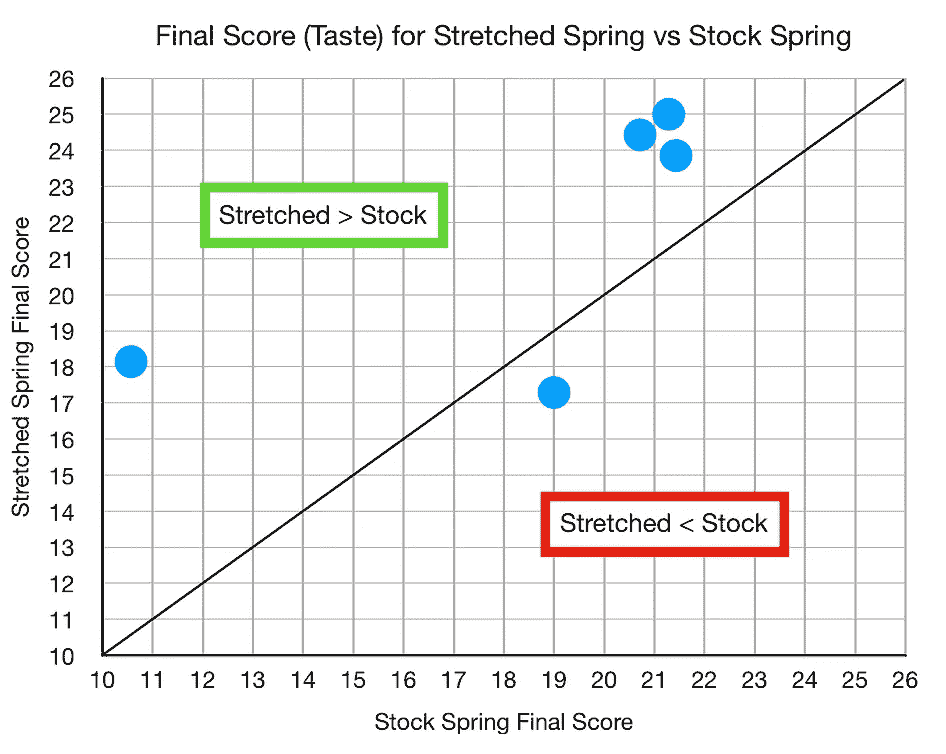 Final Score (Taste) for Stretched Spring vs Stock Spring
26
25
24
23
22
21
20
19
18
17
16
15
14
13
12
11
10
Stretched Spring Final Score
Stretched > Stock
Stretched < Stock
10 11 12 13 14 15 16 17 18 19 20 21 22 23 24 25 26
Stock Spring Final Score